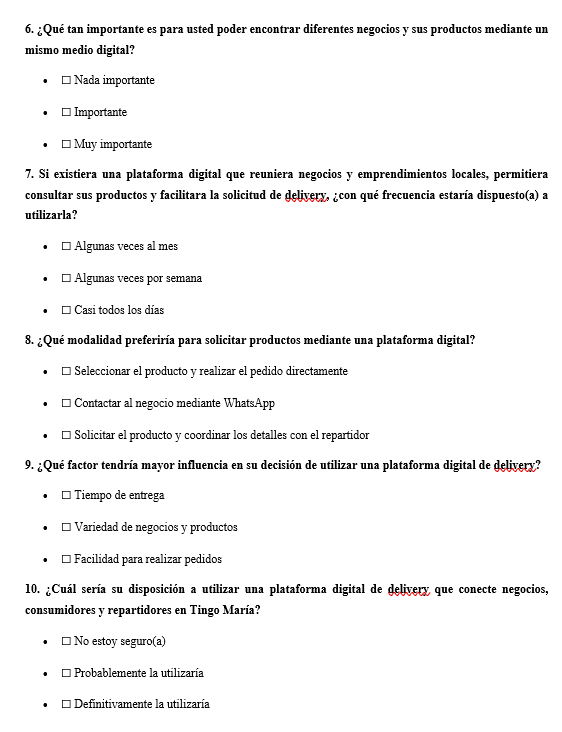 6. ¿Qué tan importante es para usted poder encontrar diferentes negocios y sus productos mediante un
mismo medio digital?
• ☐ Nada importante
• ☐ Importante
• ☐ Muy importante
7. Si existiera una plataforma digital que reuniera negocios y emprendimientos locales, permitiera
consultar sus productos y facilitara la solicitud de delivery, ¿con qué frecuencia estaría dispuesto(a) a
utilizarla?
• ☐ Algunas veces al mes
• ☐ Algunas veces por semana
• ☐ Casi todos los días
8. ¿Qué modalidad preferiría para solicitar productos mediante una plataforma digital?
• ☐ Seleccionar el producto y realizar el pedido directamente
• ☐ Contactar al negocio mediante WhatsApp
• ☐ Solicitar el producto y coordinar los detalles con el repartidor
9. ¿Qué factor tendría mayor influencia en su decisión de utilizar una plataforma digital de delivery?
• ☐ Tiempo de entrega
• ☐ Variedad de negocios y productos
• ☐ Facilidad para realizar pedidos
10. ¿Cuál sería su disposición a utilizar una plataforma digital de delivery que conecte negocios,
consumidores y repartidores en Tingo María?
• ☐ No estoy seguro(a)
• ☐ Probablemente la utilizaría
• ☐ Definitivamente la utilizaría